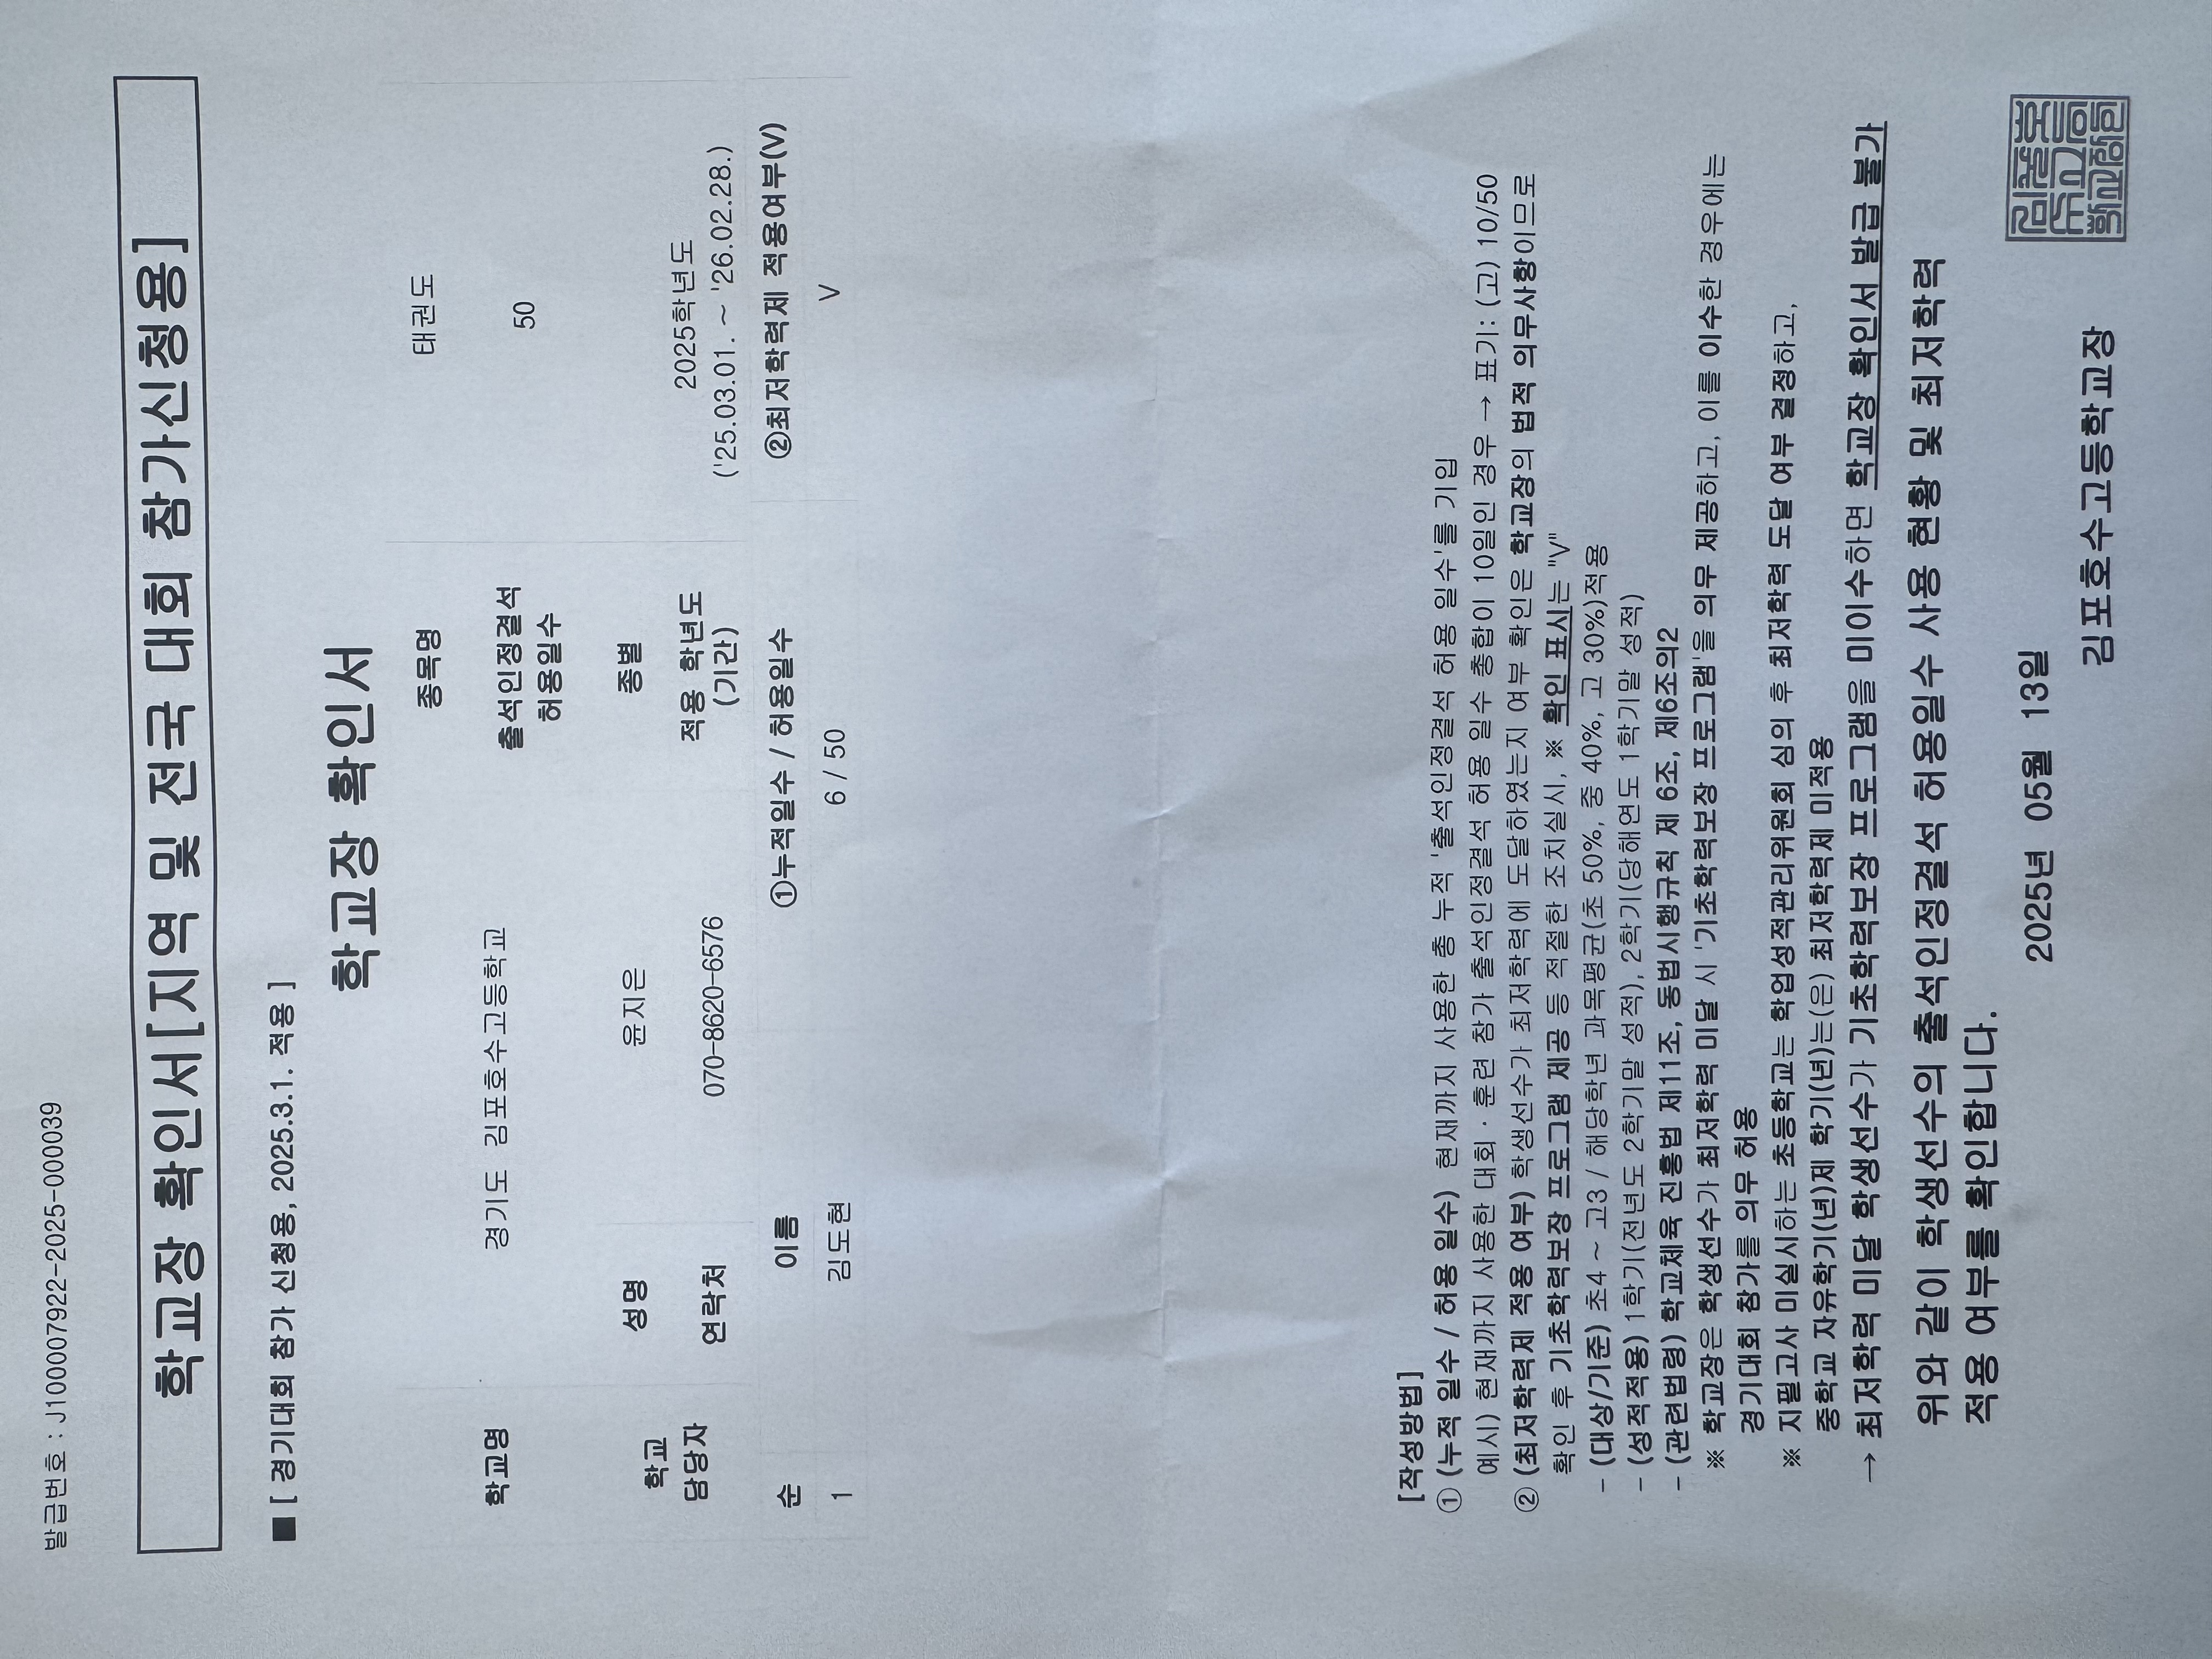 발급번호 : J100007922-2025-000039
학교장 확인서[지역 및 전국 대회 참가신청용]
■ [ 경기대회 참가 신청용, 2025.3.1. 적용 ]
학교장 확인서
학교명 경기도 김포호수고등학교 종목명 태권도
출석인정결석 허용일수 50
학교 담당자 성명 윤지은 종별
연락처 070-8620-6576 적용 학년도 (기간) 2025학년도 ('25.03.01. ~ '26.02.28.)
순 이름 ①누적일수 / 허용일수 ②최저학력제 적용여부(V)
1 김도현 6 / 50 V
[작성방법]
① (누적 일수 / 허용 일수) 현재까지 사용한 총 누적 '출석인정결석 허용 일수'를 기입
예시) 현재까지 사용한 대회 · 훈련 참가 출석인정결석 허용 일수 총합이 10일인 경우 → 표기: (고) 10/50
② (최저학력제 적용 여부) 학생선수가 최저학력에 도달하였는지 여부 확인은 학교장의 법적 의무사항이므로
확인 후 기초학력보장 프로그램 제공 등 적절한 조치실시, ※ 확인 표시는 "V"
- (대상/기준) 초4 ~ 고3 / 해당학년 과목평균(초 50%, 중 40%, 고 30%)적용
- (성적적용) 1학기(전년도 2학기말 성적), 2학기(당해연도 1학기말 성적)
- (관련법령) 학교체육 진흥법 제11조, 동법시행규칙 제 6조, 제6조의2
※ 학교장은 학생선수가 최저학력 미달 시 '기초학력보장 프로그램'을 의무 제공하고, 이를 이수한 경우에는
경기대회 참가를 의무 허용
※ 지필고사 미실시하는 초등학교는 학업성적관리위원회 심의 후 최저학력 도달 여부 결정하고,
중학교 자유학기(년)제 학기(년)는(은) 최저학력제 미적용
→ 최저학력 미달 학생선수가 기초학력보장 프로그램을 미이수하면 학교장 확인서 발급 불가
위와 같이 학생선수의 출석인정결석 허용일수 사용 현황 및 최저학력
적용 여부를 확인합니다.
2025년 05월 13일
김포호수고등학교장